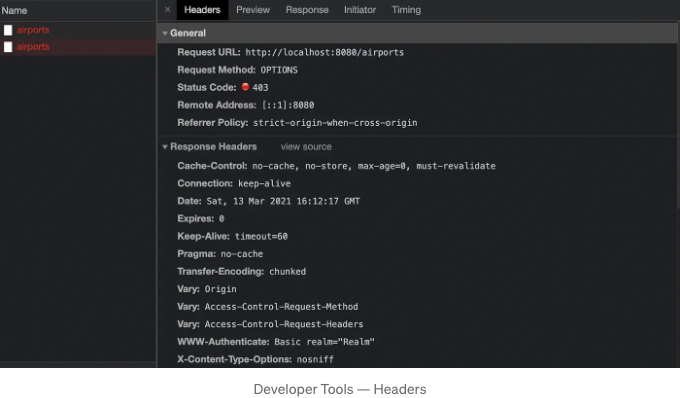 Name
× Headers Preview Response Initiator Timing
airports
airports
General
Request URL: http://localhost:8080/airports
Request Method: OPTIONS
Status Code: 403
Remote Address: [::1]:8080
Referrer Policy: strict-origin-when-cross-origin
Response Headers view source
Cache-Control: no-cache, no-store, max-age=0, must-revalidate
Connection: keep-alive
Date: Sat, 13 Mar 2021 16:12:17 GMT
Expires: 0
Keep-Alive: timeout=60
Pragma: no-cache
Transfer-Encoding: chunked
Vary: Origin
Vary: Access-Control-Request-Method
Vary: Access-Control-Request-Headers
WWW-Authenticate: Basic realm="Realm"
X-Content-Type-Options: nosniff
Developer Tools — Headers